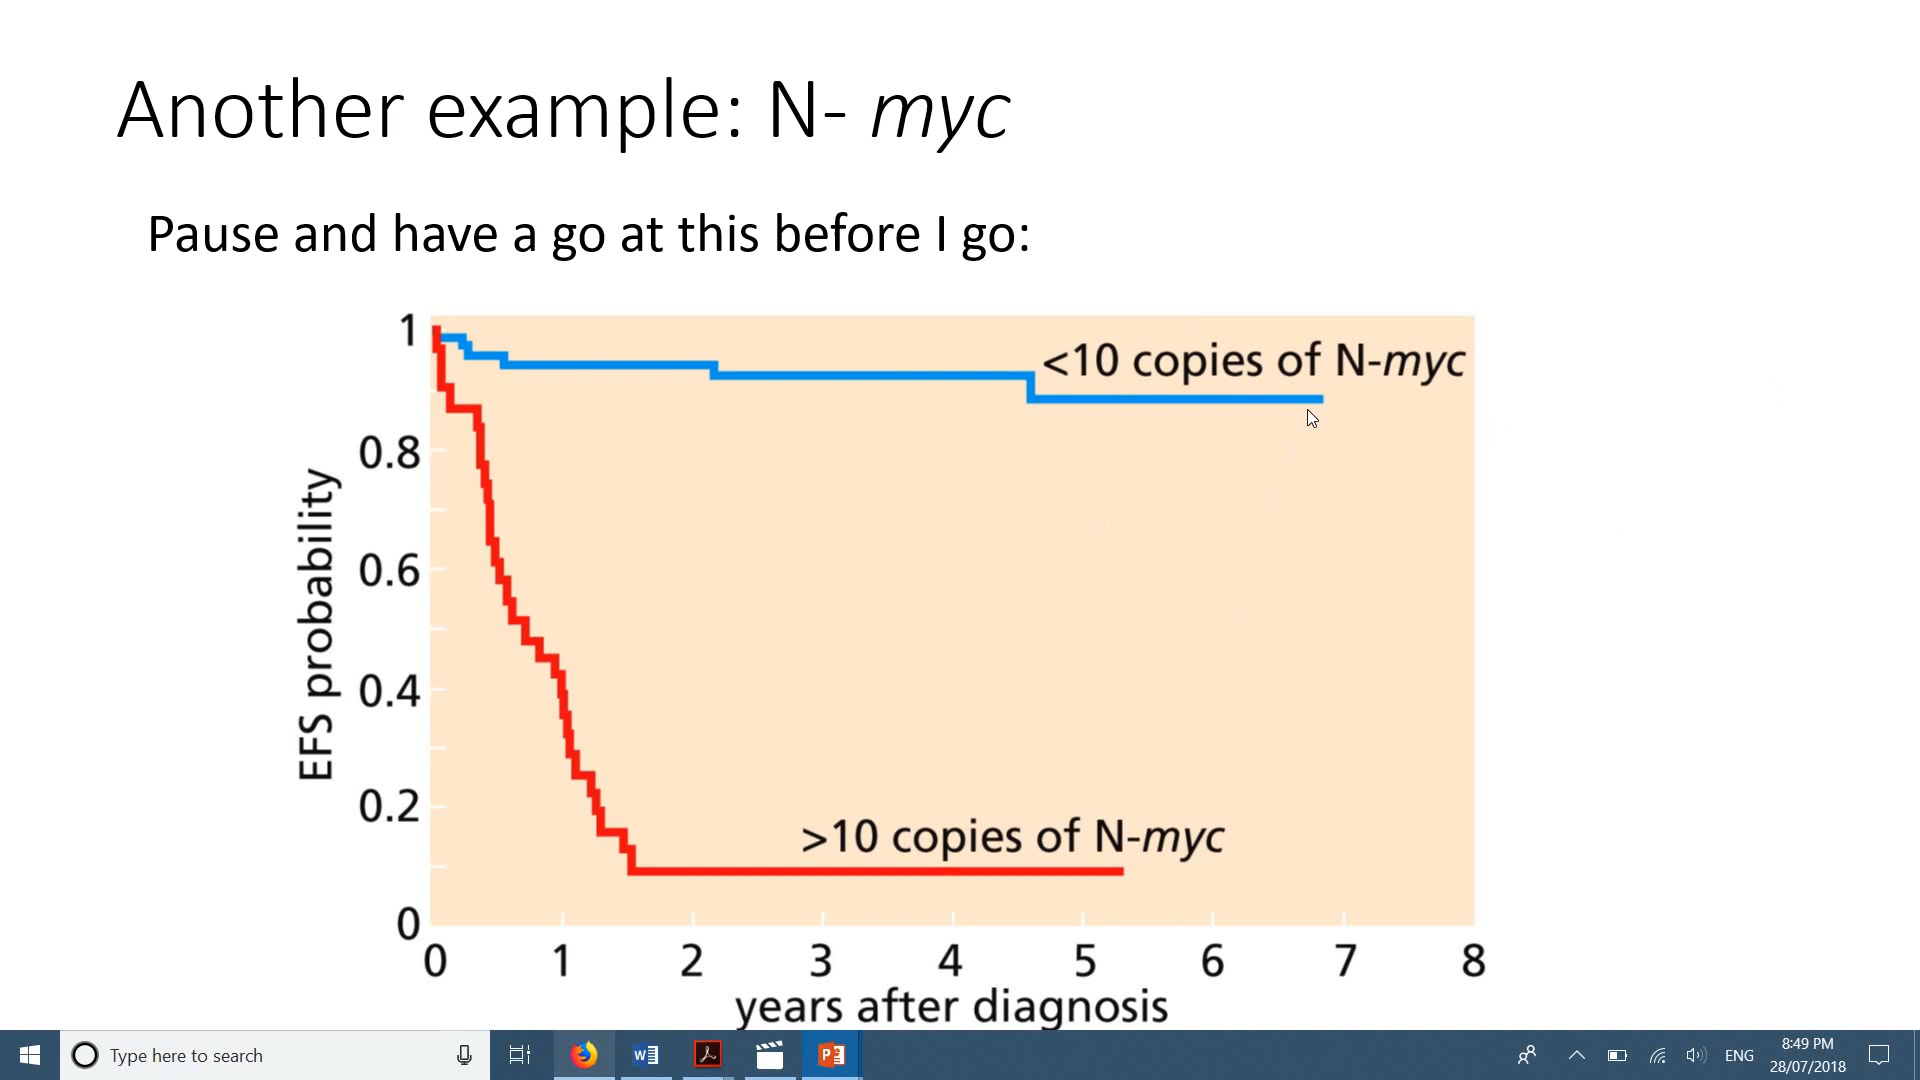 Another example: N- myc
Pause and have a go at this before I go:
1
<10 copies of N-myc
0.8
0.6
0.4
0.2
>10 copies of N-myc
0
EFS probability
0 1 2 3 4 5 6 7 8
years after diagnosis
Type here to search
ENG
8:49 PM
28/07/2018